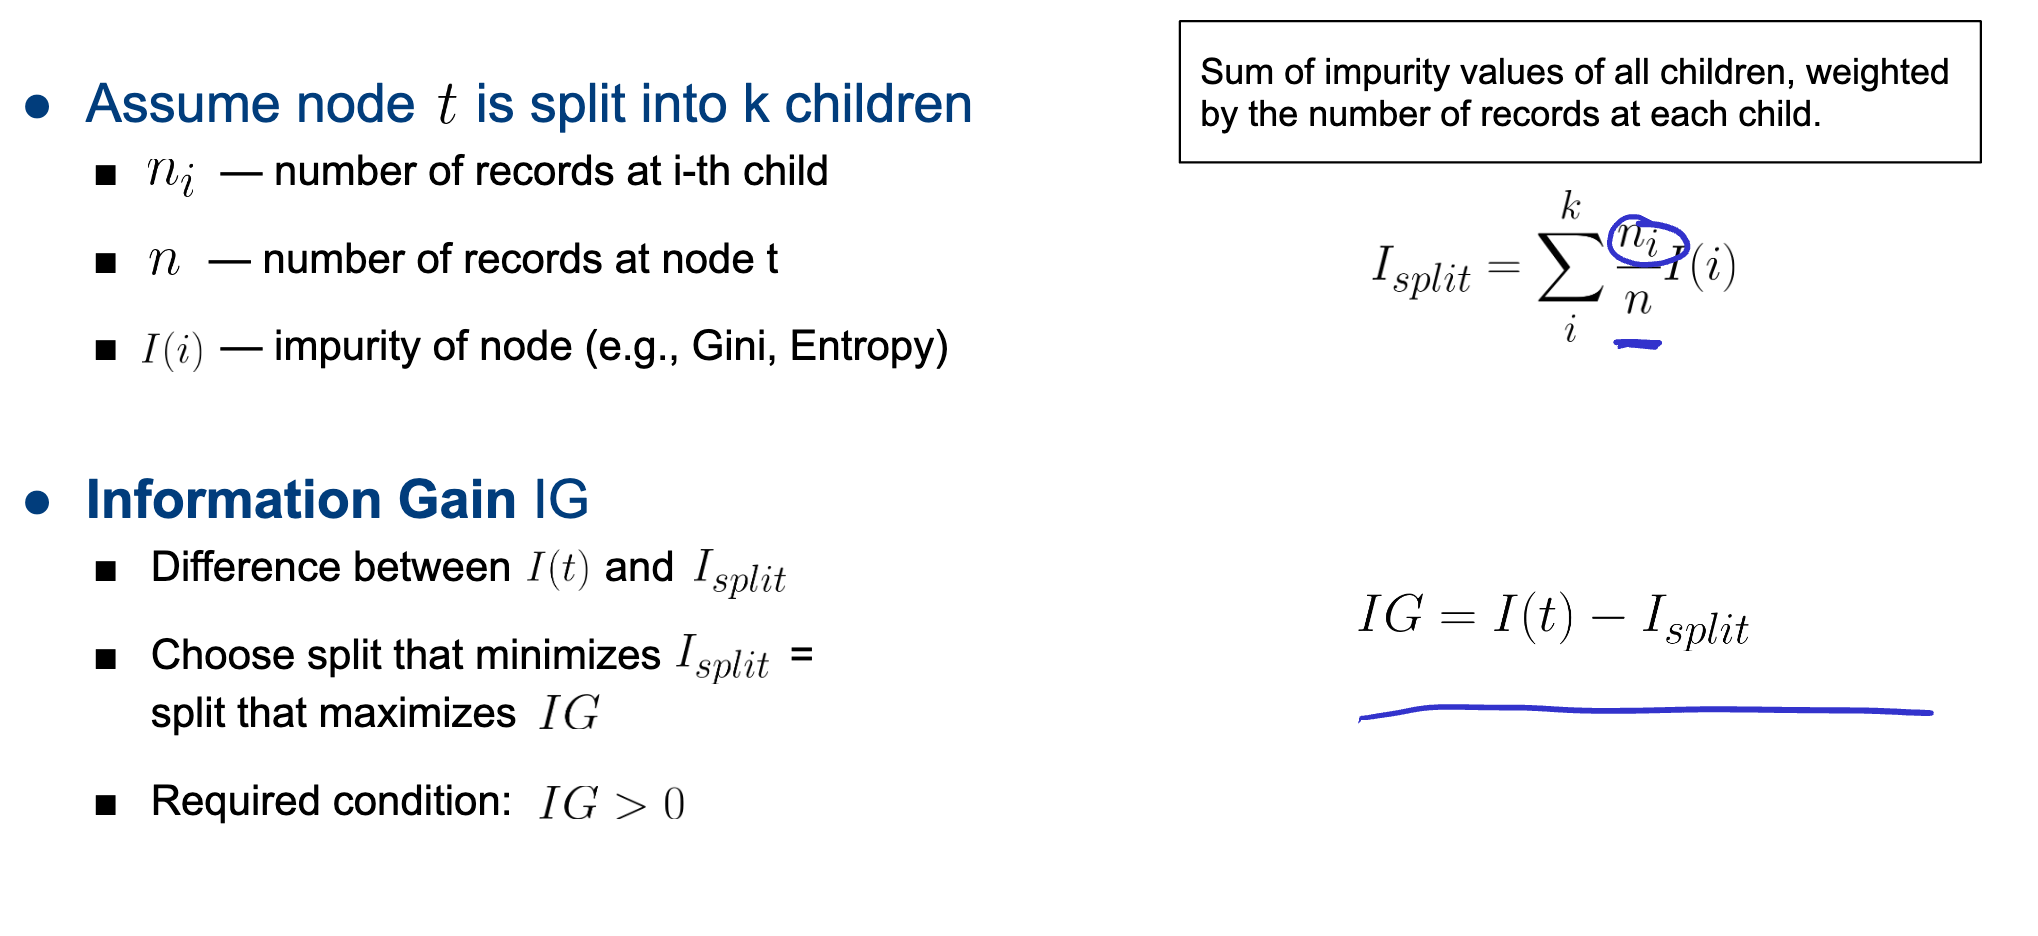 Sum of impurity values of all children, weighted
by the number of records at each child.
● Assume node t is split into k children
■ n_i — number of records at i-th child
■ n — number of records at node t
■ I(i) — impurity of node (e.g., Gini, Entropy)
I_{split} = \sum_{i}^{k} \frac{n_i}{n} I(i)
● Information Gain IG
■ Difference between I(t) and I_{split}
■ Choose split that minimizes I_{split} =
split that maximizes IG
■ Required condition: IG > 0
IG = I(t) − I_{split}